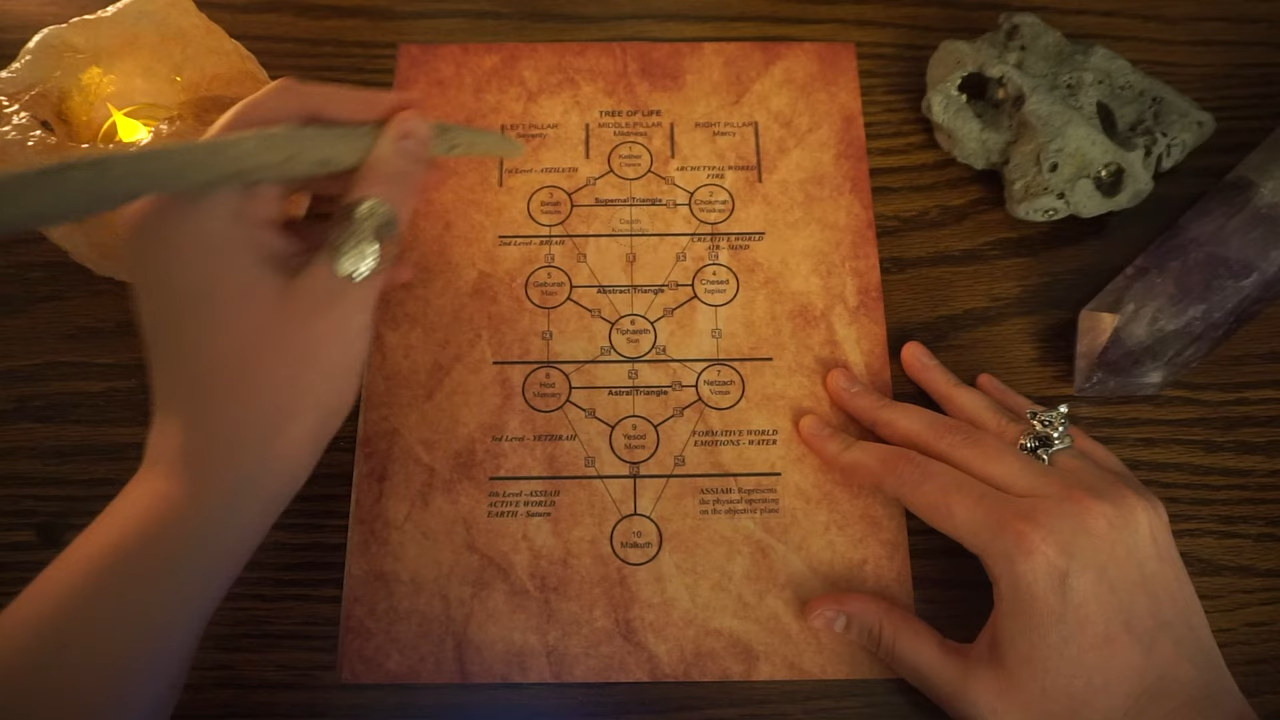 TREE OF LIFE
LEFT PILLAR
Severity
MIDDLE PILLAR
Mildness
RIGHT PILLAR
Mercy
1
Kether
Crown
1st Level - ATZILUTH
ARCHETYPAL WORLD
FIRE
3
Binah
Saturn
Supernal Triangle
2
Chokmah
Wisdom
Daath
Knowledge
2nd Level - BRIAH
CREATIVE WORLD
AIR - MIND
5
Geburah
Mars
Abstract Triangle
4
Chesed
Jupiter
6
Tiphareth
Sun
8
Hod
Mercury
Astral Triangle
7
Netzach
Venus
9
Yesod
Moon
3rd Level - YETZIRAH
FORMATIVE WORLD
EMOTIONS - WATER
4th Level -ASSIAH
ACTIVE WORLD
EARTH - Saturn
ASSIAH: Represents
the physical operating
on the objective plane
10
Malkuth